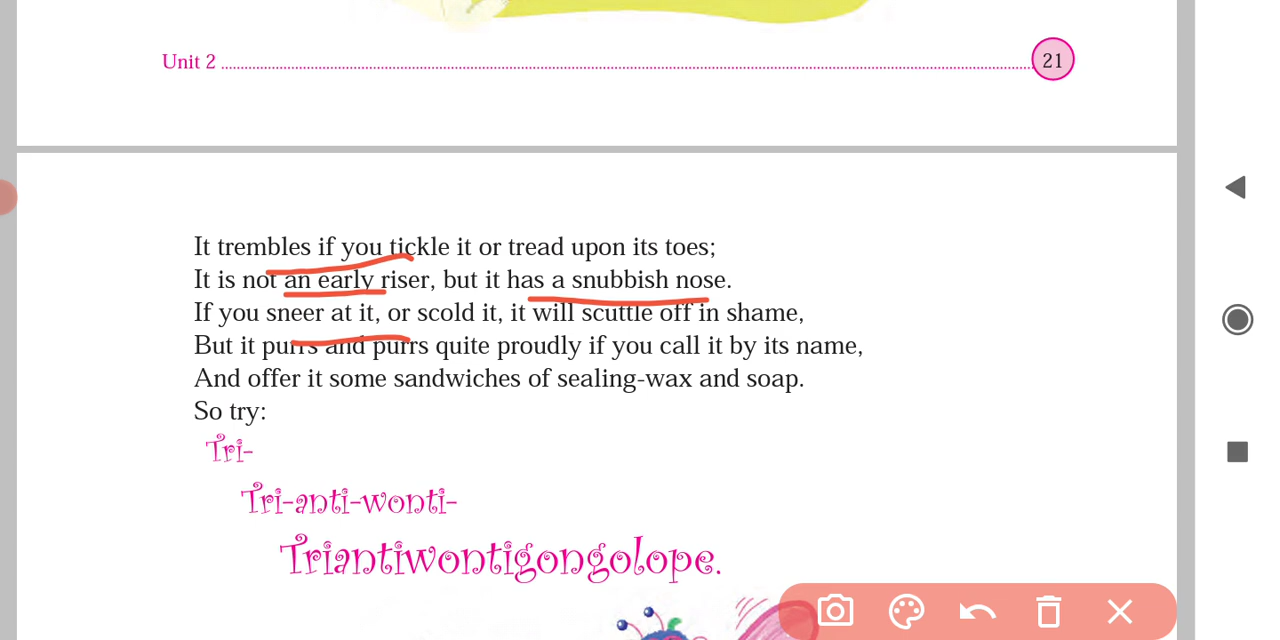 Unit 2 21
It trembles if you tickle it or tread upon its toes;
It is not an early riser, but it has a snubbish nose.
If you sneer at it, or scold it, it will scuttle off in shame,
But it purrs and purrs quite proudly if you call it by its name,
And offer it some sandwiches of sealing-wax and soap.
So try:
Tri-
Tri-anti-wonti-
Triantiwontigongolope.